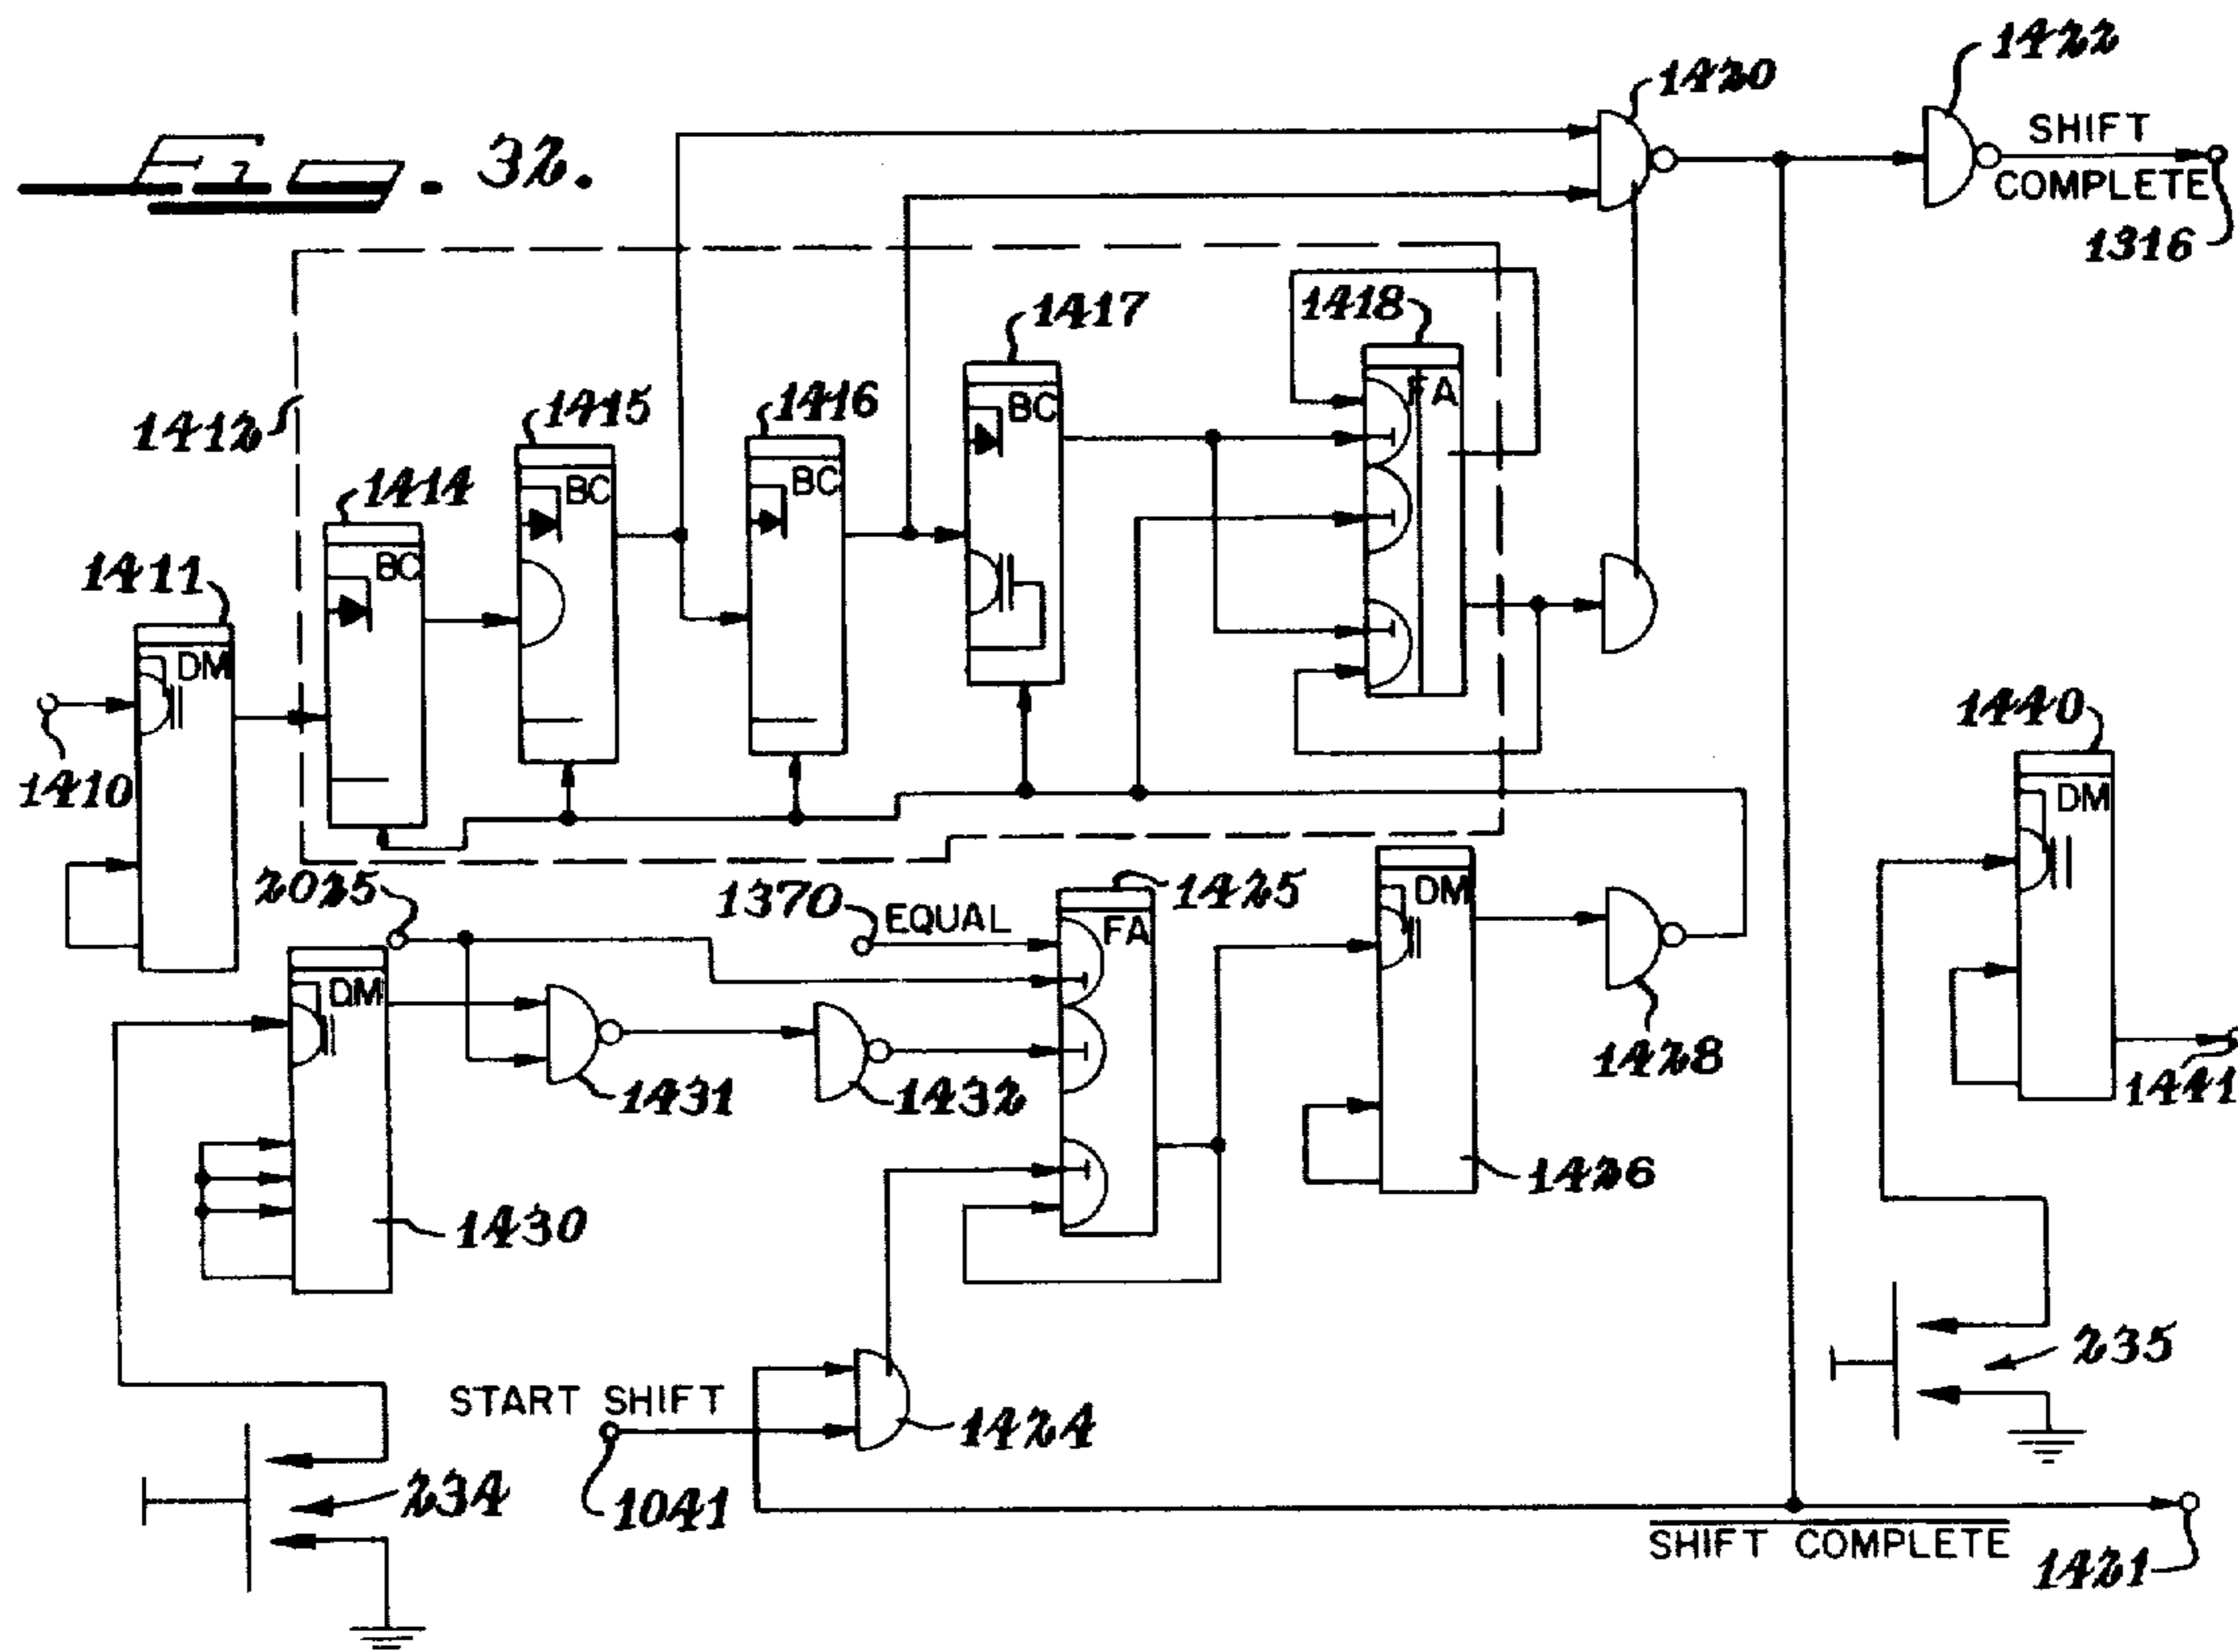 Fig. 32.
1422
1420
SHIFT
COMPLETE
1316
1417
1418
1412
1415
1416
BC
FA
1414
BC
BC
BC
1411
DM
1410
1440
DM
2025
1370
EQUAL
1425
FA
DM
DM
1428
1441
1431
1432
1426
1430
START SHIFT
1424
235
234
1041
SHIFT COMPLETE
1421